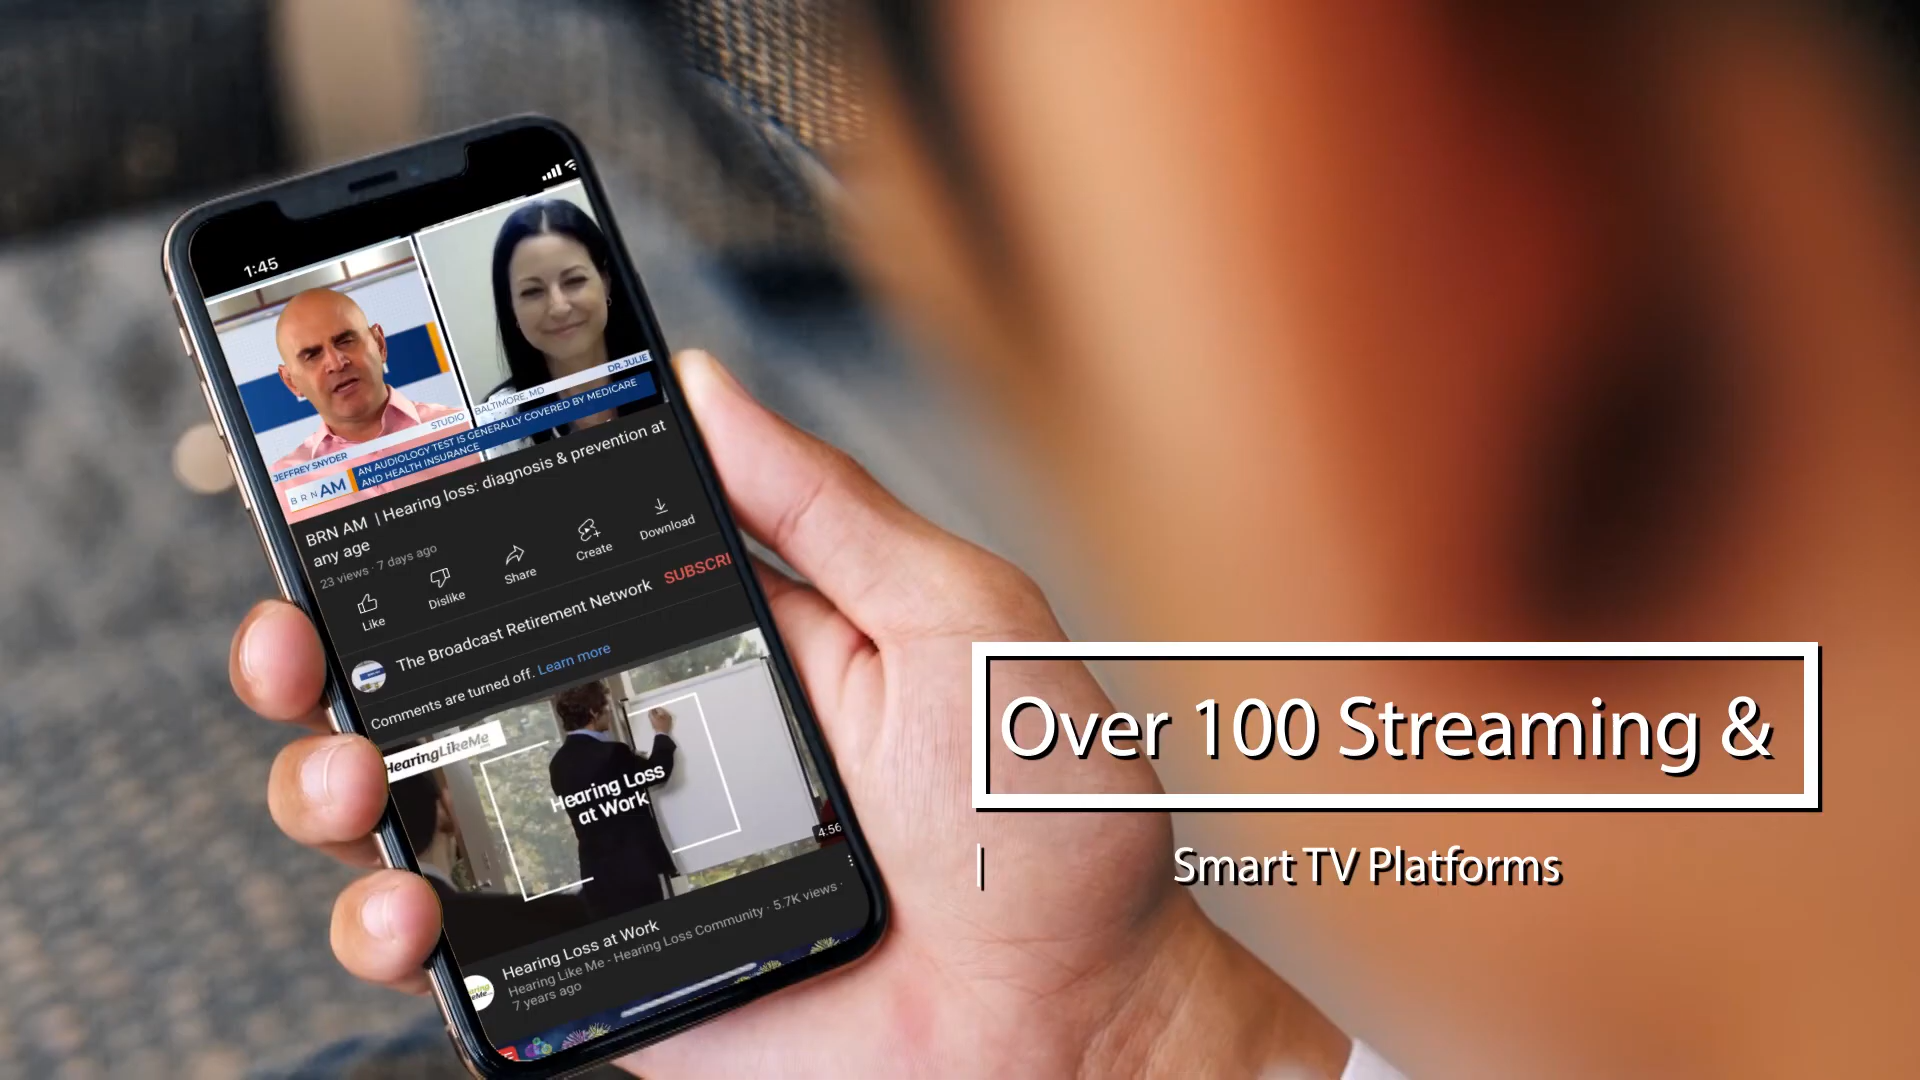 1:45
JEFFREY SNYDER
STUDIO
BALTIMORE, MD
DR. JULIE
BRN AM
AN AUDIOLOGY TEST IS GENERALLY COVERED BY MEDICARE
AND HEALTH INSURANCE
BRN AM | Hearing loss: diagnosis & prevention at
any age
23 views · 7 days ago
Like
Dislike
Share
Create
Download
The Broadcast Retirement Network
SUBSCRI
Comments are turned off. Learn more
HearingLikeMe
Hearing Loss
at Work
4:56
Hearing Loss at Work
Hearing Like Me - Hearing Loss Community · 5.7K views ·
7 years ago
Over 100 Streaming &
| Smart TV Platforms